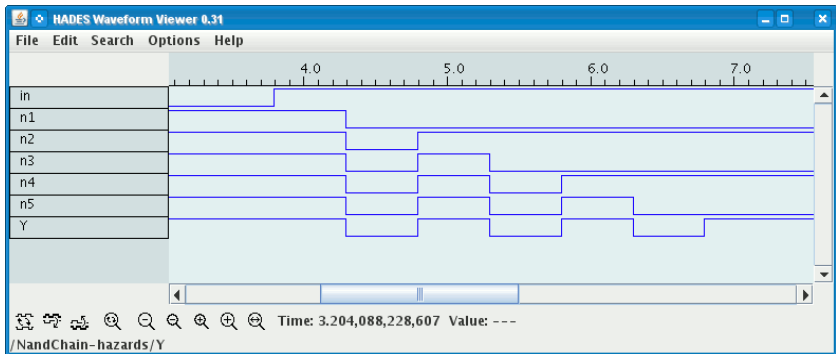 HADES Waveform Viewer 0.31
File Edit Search Options Help
4.0 5.0 6.0 7.0
in
n1
n2
n3
n4
n5
Y
Time: 3.204,088,228,607 Value: ---
/NandChain-hazards/Y